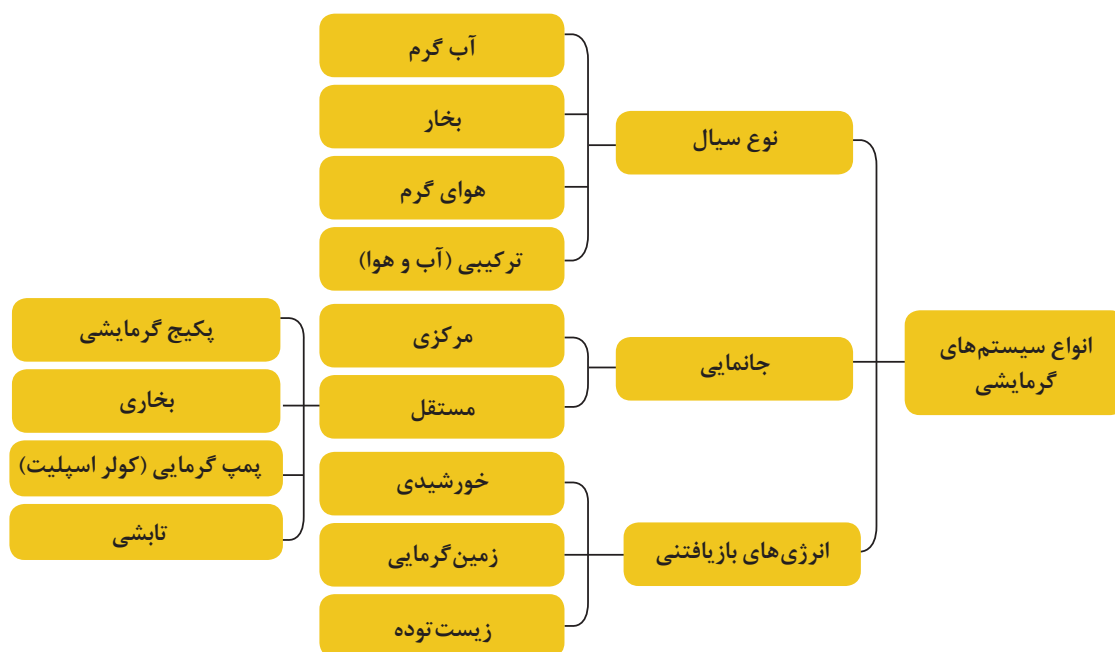 انواع سیستم‌های
گرمایشی
نوع سیال
آب گرم
بخار
هوای گرم
ترکیبی (آب و هوا)
جانمایی
مرکزی
مستقل
پکیج گرمایشی
بخاری
پمپ گرمایی (کولر اسپلیت)
تابشی
انرژی‌های بازیافتنی
خورشیدی
زمین‌گرمایی
زیست‌توده